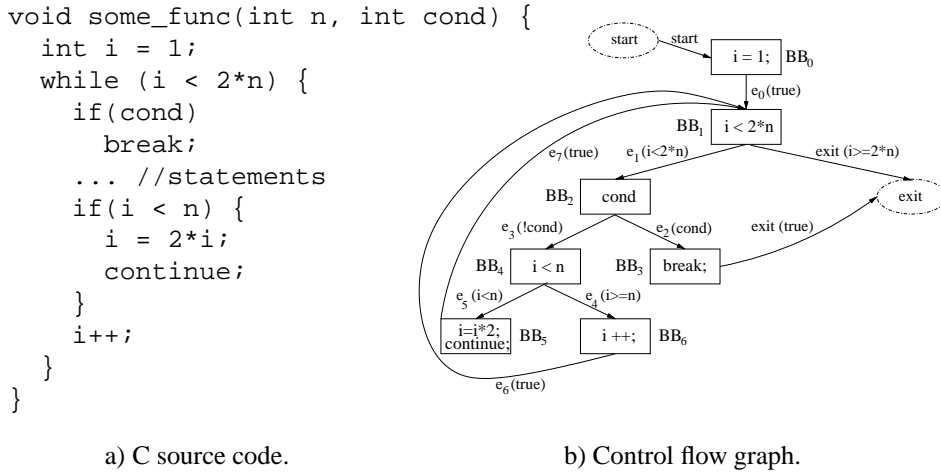 void some_func(int n, int cond) {
int i = 1;
while (i < 2*n) {
if(cond)
break;
... //statements
if(i < n) {
i = 2*i;
continue;
}
i++;
}
}
a) C source code.
start
start
i = 1;
BB0
e0(true)
BB1
i < 2*n
e7(true)
e1(i<2*n)
exit (i>=2*n)
BB2
cond
exit
e3(!cond)
e2(cond)
exit (true)
BB4
i < n
BB3
break;
e5(i<n)
e4(i>=n)
i=i*2;
continue;
BB5
i ++;
BB6
e6(true)
b) Control flow graph.